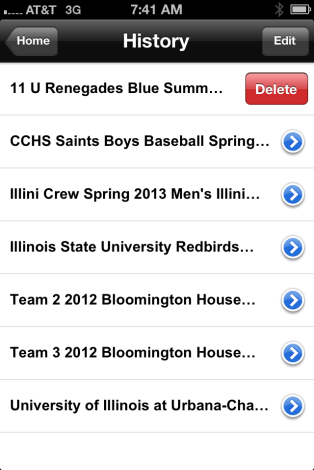 AT&T 3G 7:41 AM
Home History Edit
11 U Renegades Blue Summ... Delete
CCHS Saints Boys Baseball Spring...
Illini Crew Spring 2013 Men's Illini...
Illinois State University Redbirds...
Team 2 2012 Bloomington House...
Team 3 2012 Bloomington House...
University of Illinois at Urbana-Cha...